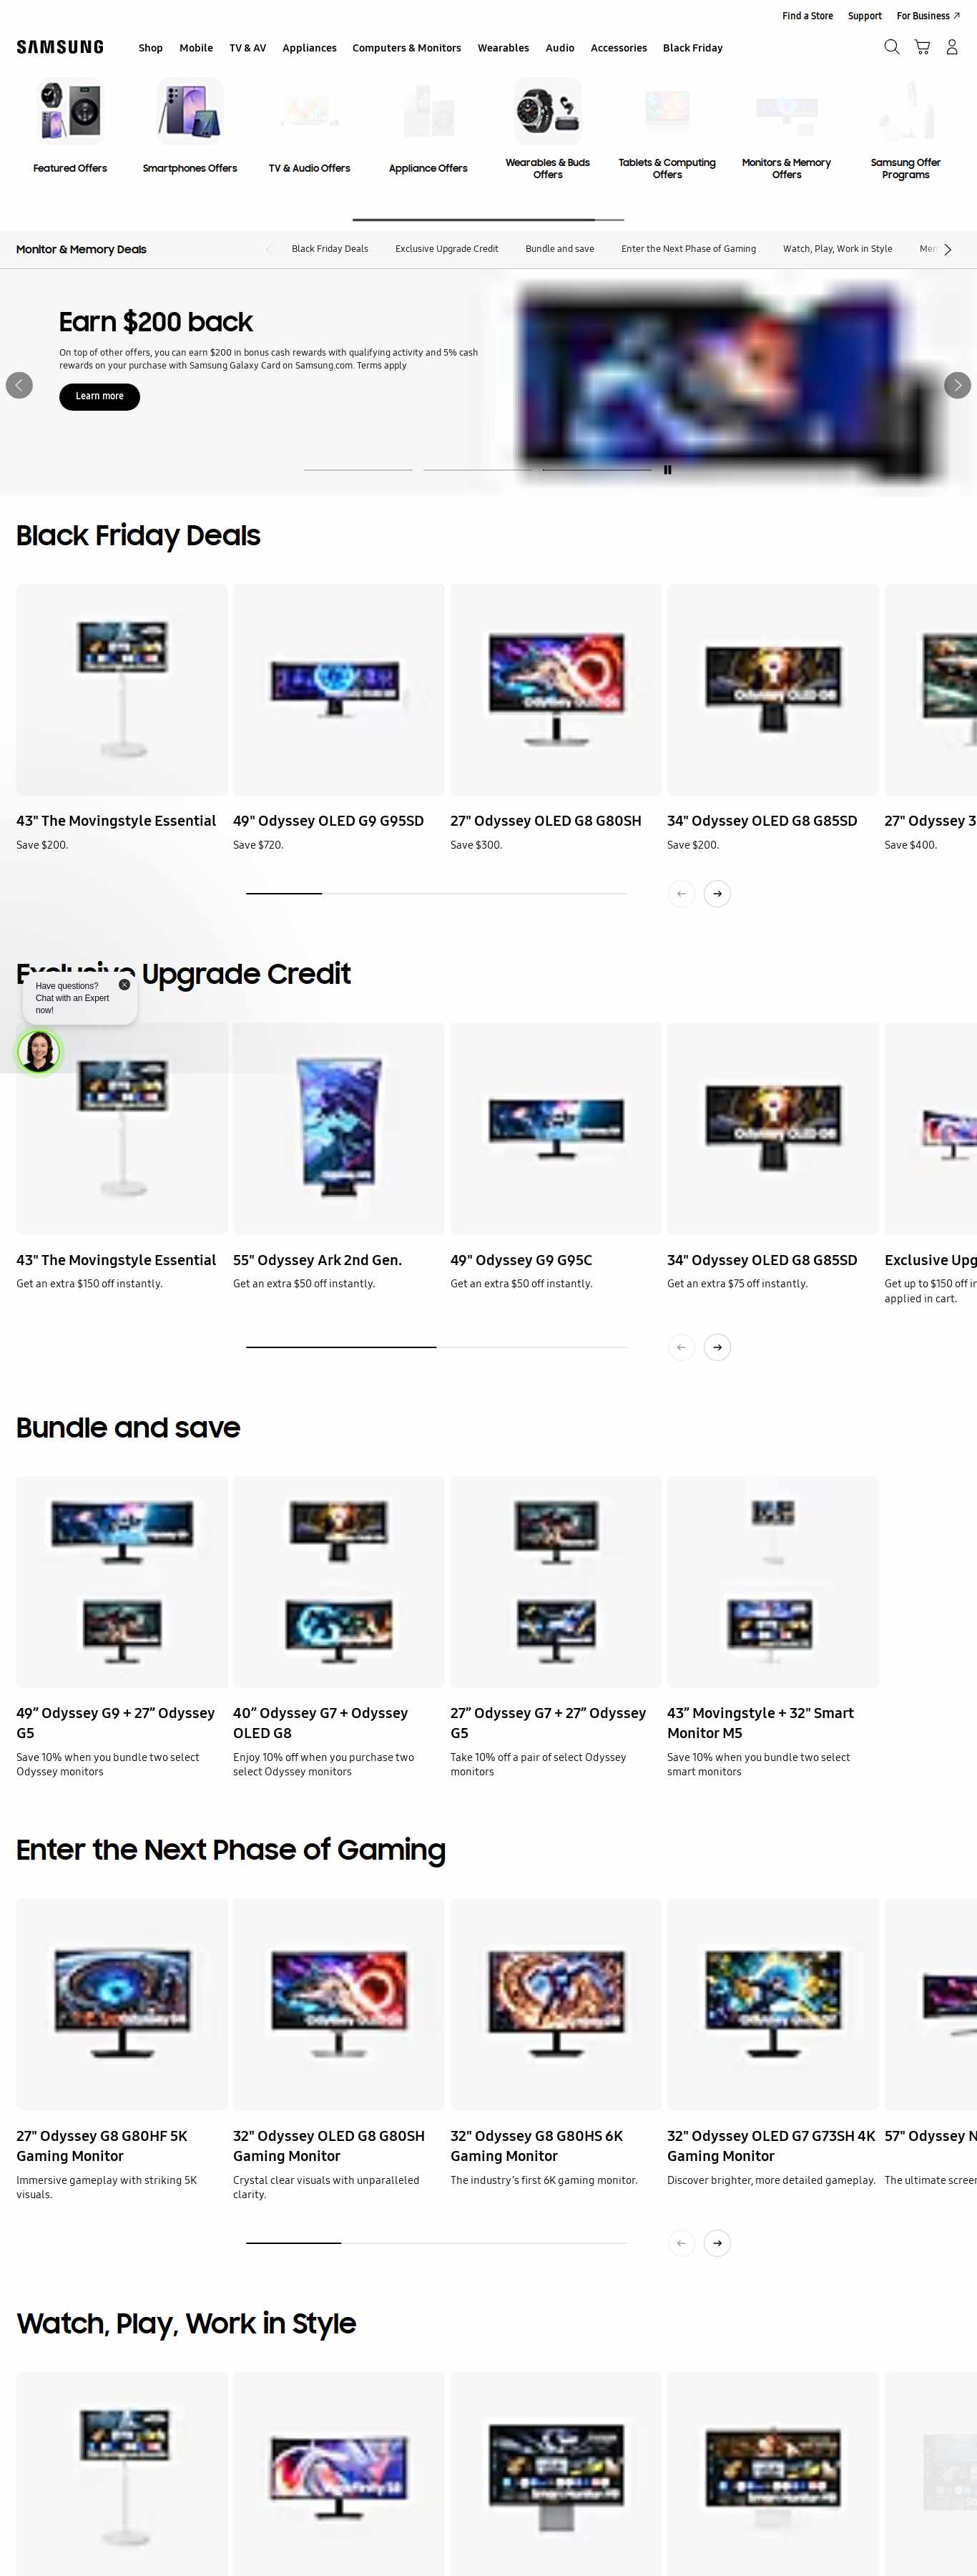 Find a Store Support For Business
SAMSUNG
Shop Mobile TV & AV Appliances Computers & Monitors Wearables Audio Accessories Black Friday
Featured Offers
Smartphones Offers
TV & Audio Offers
Appliance Offers
Wearables & Buds
Offers
Tablets & Computing
Offers
Monitors & Memory
Offers
Samsung Offer
Programs
Monitor & Memory Deals
Black Friday Deals Exclusive Upgrade Credit Bundle and save Enter the Next Phase of Gaming Watch, Play, Work in Style
Earn $200 back
On top of other offers, you can earn $200 in bonus cash rewards with qualifying activity and 5% cash
rewards on your purchase with Samsung Galaxy Card on Samsung.com. Terms apply
Learn more
Black Friday Deals
43" The Movingstyle Essential
Save $200.
49" Odyssey OLED G9 G95SD
Save $720.
27" Odyssey OLED G8 G80SH
Save $300.
34" Odyssey OLED G8 G85SD
Save $200.
27" Odyssey 3
Save $400.
Exclusive Upgrade Credit
Have questions?
Chat with an Expert
now!
43" The Movingstyle Essential
Get an extra $150 off instantly.
55" Odyssey Ark 2nd Gen.
Get an extra $50 off instantly.
49" Odyssey G9 G95C
Get an extra $50 off instantly.
34" Odyssey OLED G8 G85SD
Get an extra $75 off instantly.
Exclusive Upg
Get up to $150 off in
applied in cart.
Bundle and save
49” Odyssey G9 + 27” Odyssey
G5
Save 10% when you bundle two select
Odyssey monitors
40” Odyssey G7 + Odyssey
OLED G8
Enjoy 10% off when you purchase two
select Odyssey monitors
27” Odyssey G7 + 27” Odyssey
G5
Take 10% off a pair of select Odyssey
monitors
43” Movingstyle + 32" Smart
Monitor M5
Save 10% when you bundle two select
smart monitors
Enter the Next Phase of Gaming
27" Odyssey G8 G80HF 5K
Gaming Monitor
Immersive gameplay with striking 5K
visuals.
32" Odyssey OLED G8 G80SH
Gaming Monitor
Crystal clear visuals with unparalleled
clarity.
32" Odyssey G8 G80HS 6K
Gaming Monitor
The industry’s first 6K gaming monitor.
32" Odyssey OLED G7 G73SH 4K
Gaming Monitor
Discover brighter, more detailed gameplay.
57" Odyssey N
The ultimate screen
Watch, Play, Work in Style